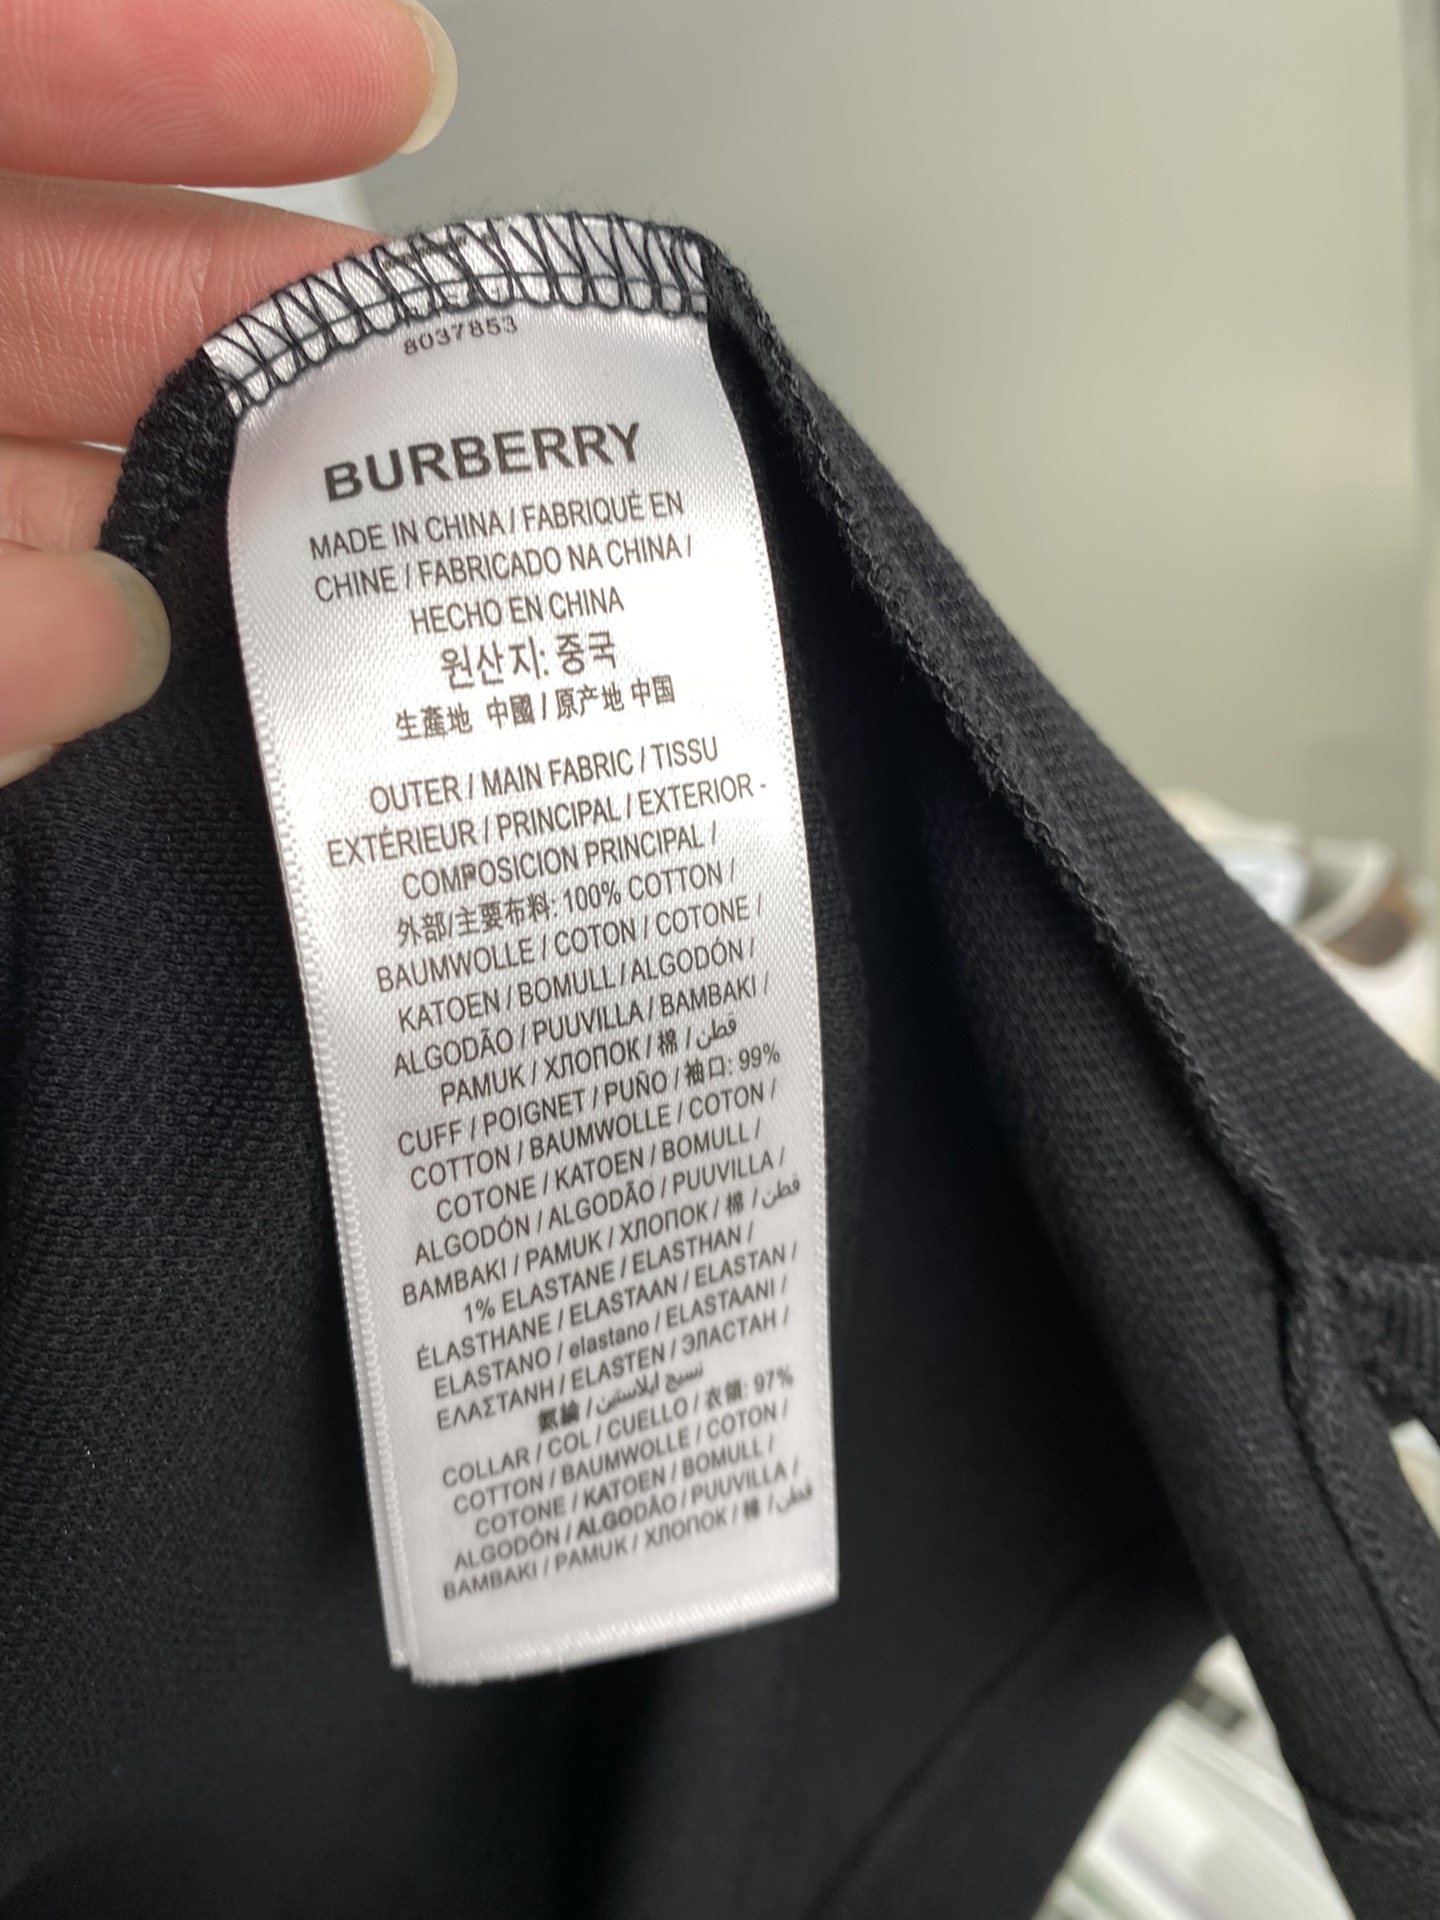 8037853
BURBERRY
MADE IN CHINA / FABRIQUÉ EN
CHINE / FABRICADO NA CHINA /
HECHO EN CHINA
원산지: 중국
生產地 中國 / 原产地 中国
OUTER / MAIN FABRIC / TISSU
EXTÉRIEUR / PRINCIPAL / EXTERIOR -
COMPOSICION PRINCIPAL /
外部/主要布料: 100% COTTON /
BAUMWOLLE / COTON / COTONE /
KATOEN / BOMULL / ALGODÓN /
ALGODÃO / PUUVILLA / BAMBAKI /
PAMUK / ХЛОПОК / 棉 / قطن
CUFF / POIGNET / PUÑO / 袖口: 99%
COTTON / BAUMWOLLE / COTON /
COTONE / KATOEN / BOMULL /
ALGODÓN / ALGODÃO / PUUVILLA /
BAMBAKI / PAMUK / ХЛОПОК / 棉 / قطن
1% ELASTANE / ELASTHAN /
ÉLASTHANE / ELASTAAN / ELASTAN /
ELASTANO / elastano / ELASTAANI /
ΕΛΑΣΤΑΝΗ / ELASTEN / ЭЛАСТАН /
/ نسيج ايلاستين
COLLAR / COL / CUELLO / 衣領: 97%
COTTON / BAUMWOLLE / COTON /
COTONE / KATOEN / BOMULL /
ALGODÓN / ALGODÃO / PUUVILLA /
BAMBAKI / PAMUK / ХЛОПОК / 棉 / قطن